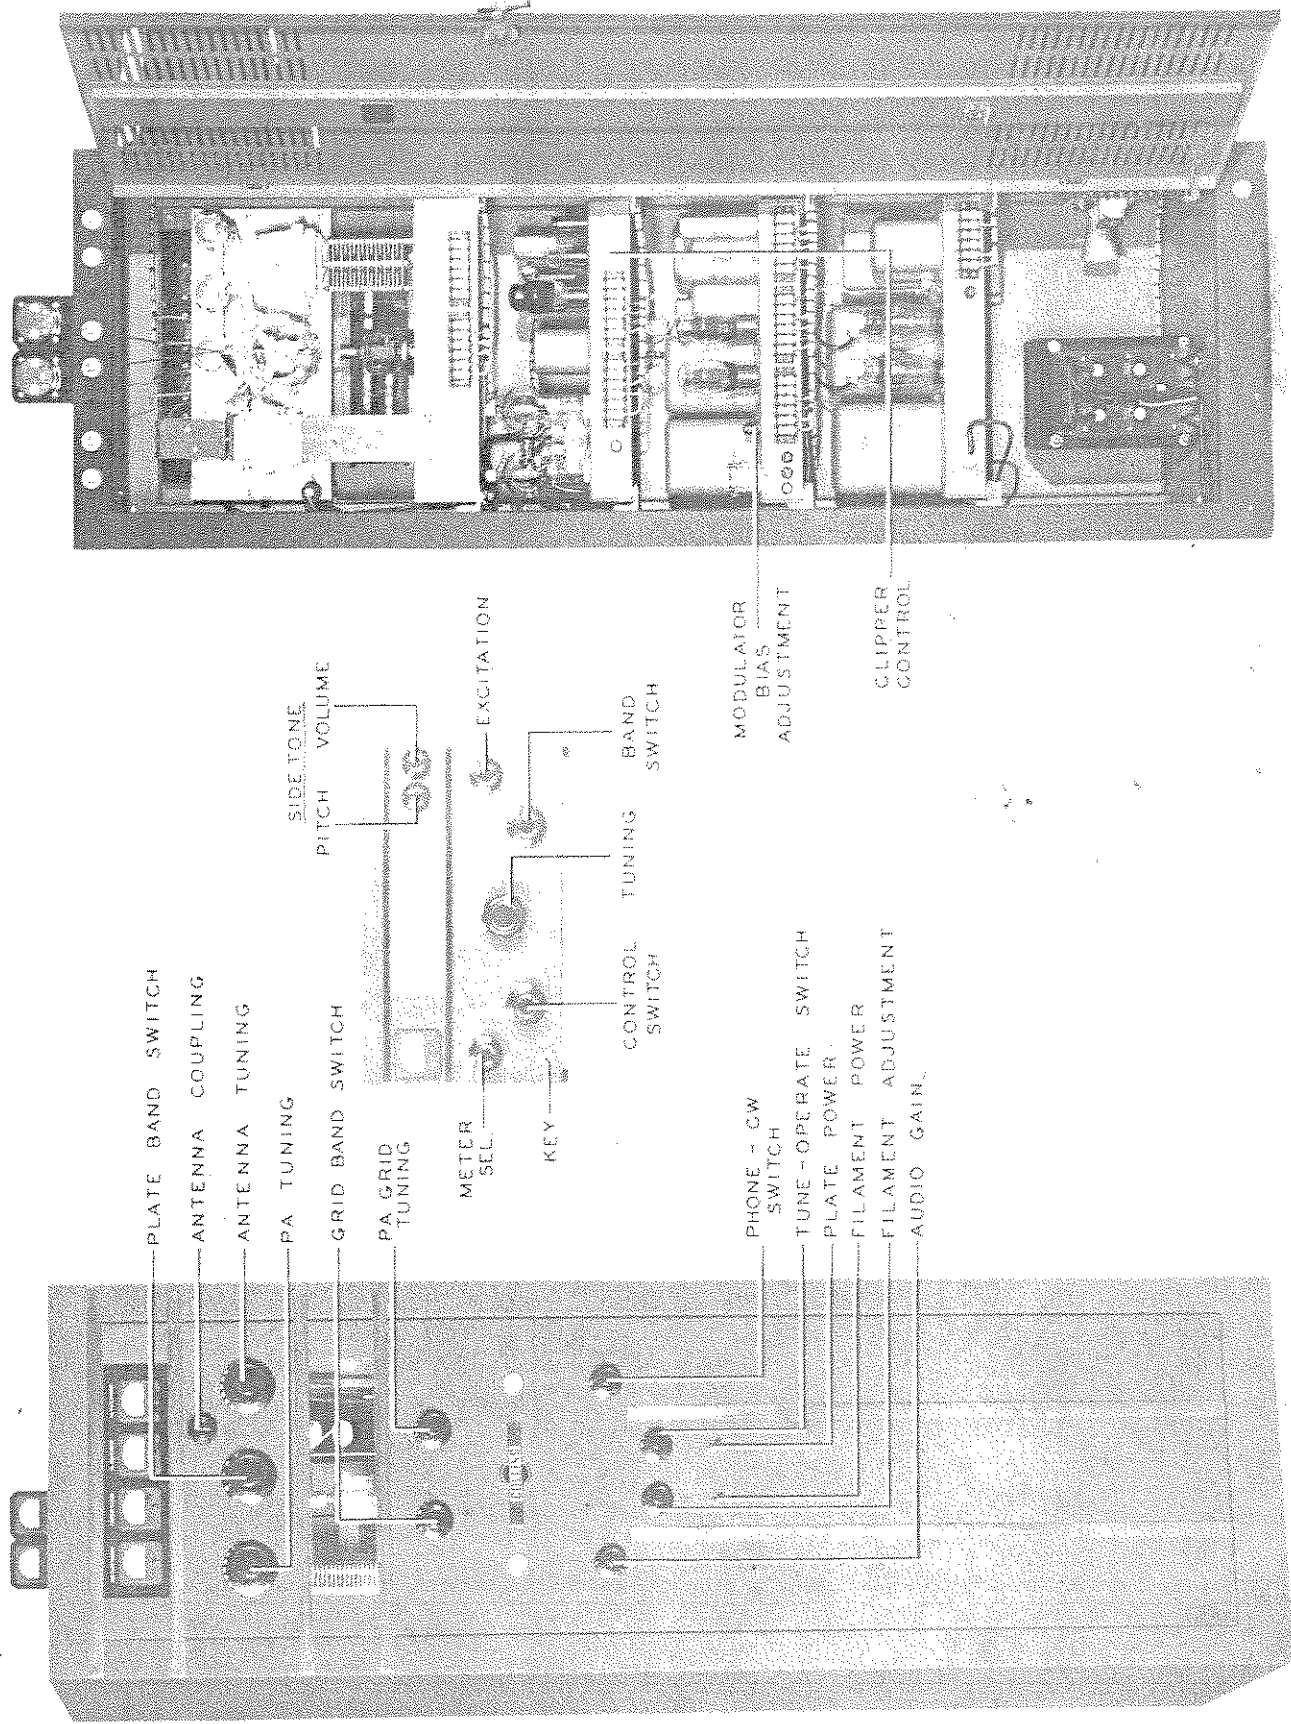 PLATE BAND SWITCH
ANTENNA COUPLING
ANTENNA TUNING
PA TUNING
GRID BAND SWITCH
PA GRID
TUNING
COLLINS
PHONE - CW
SWITCH
TUNE-OPERATE SWITCH
PLATE POWER
FILAMENT POWER
FILAMENT ADJUSTMENT
AUDIO GAIN
SIDETONE
PITCH VOLUME
EXCITATION
METER
SEL.
KEY
CONTROL
SWITCH
TUNING
BAND
SWITCH
MODULATOR
BIAS
ADJUSTMENT
CLIPPER
CONTROL